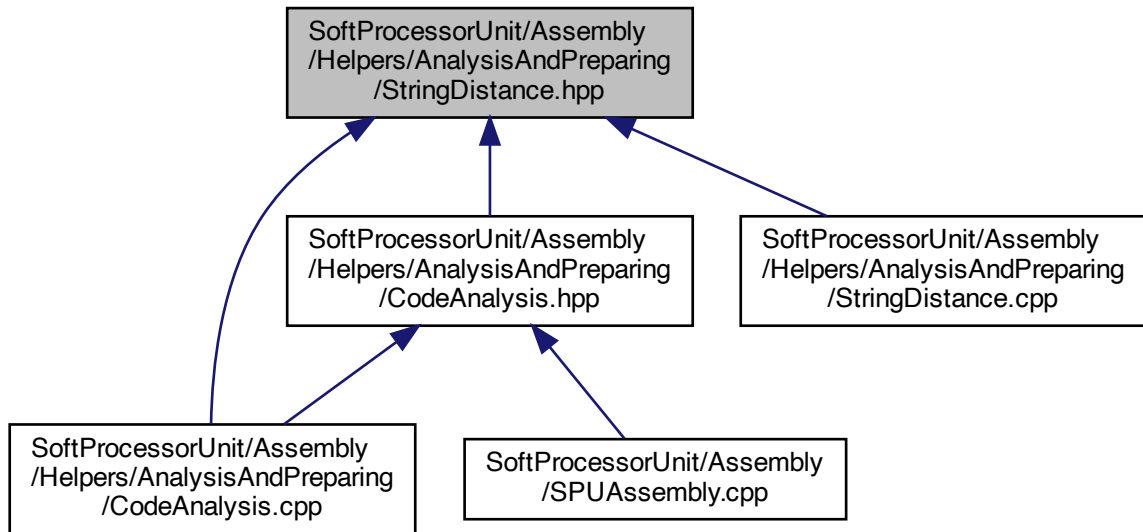 SoftProcessorUnit/Assembly
/Helpers/AnalysisAndPreparing
/StringDistance.hpp
SoftProcessorUnit/Assembly
/Helpers/AnalysisAndPreparing
/CodeAnalysis.hpp
SoftProcessorUnit/Assembly
/Helpers/AnalysisAndPreparing
/StringDistance.cpp
SoftProcessorUnit/Assembly
/Helpers/AnalysisAndPreparing
/CodeAnalysis.cpp
SoftProcessorUnit/Assembly
/SPUAssembly.cpp